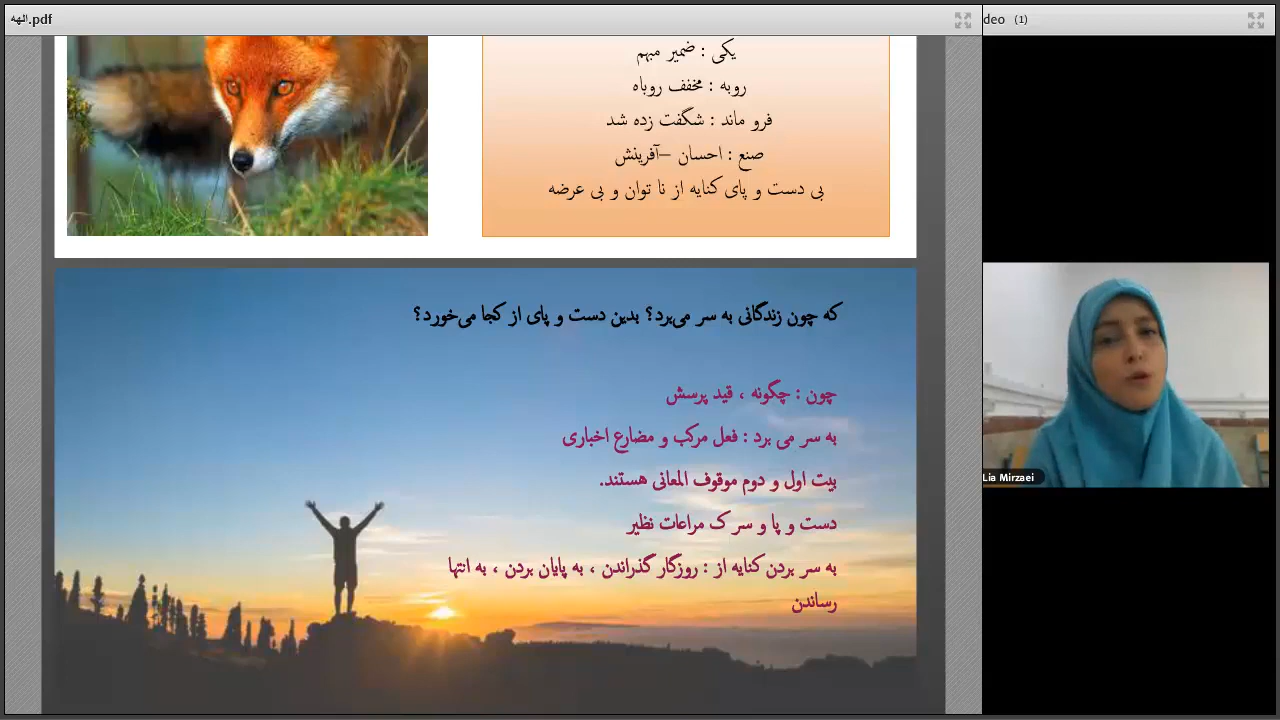 الهه.pdf
deo (1)
یکی : ضمیر مبهم
روبه : مخفف روباه
فرو ماند : شگفت زده شد
صنع : احسان –آفرینش
بی دست و پای کنایه از نا توان و بی عرضه
که چون زندگانی به سر می‌برد؟ بدین دست و پای از کجا می‌خورد؟
چون : چگونه ، قید پرسش
به سر می برد : فعل مرکب و مضارع اخباری
بیت اول و دوم موقوف المعانی هستند.
دست و پا و سر ک مراعات نظیر
به سر بردن کنایه از : روزگار گذراندن ، به پایان بردن ، به انتها
رساندن
Lia Mirzaei